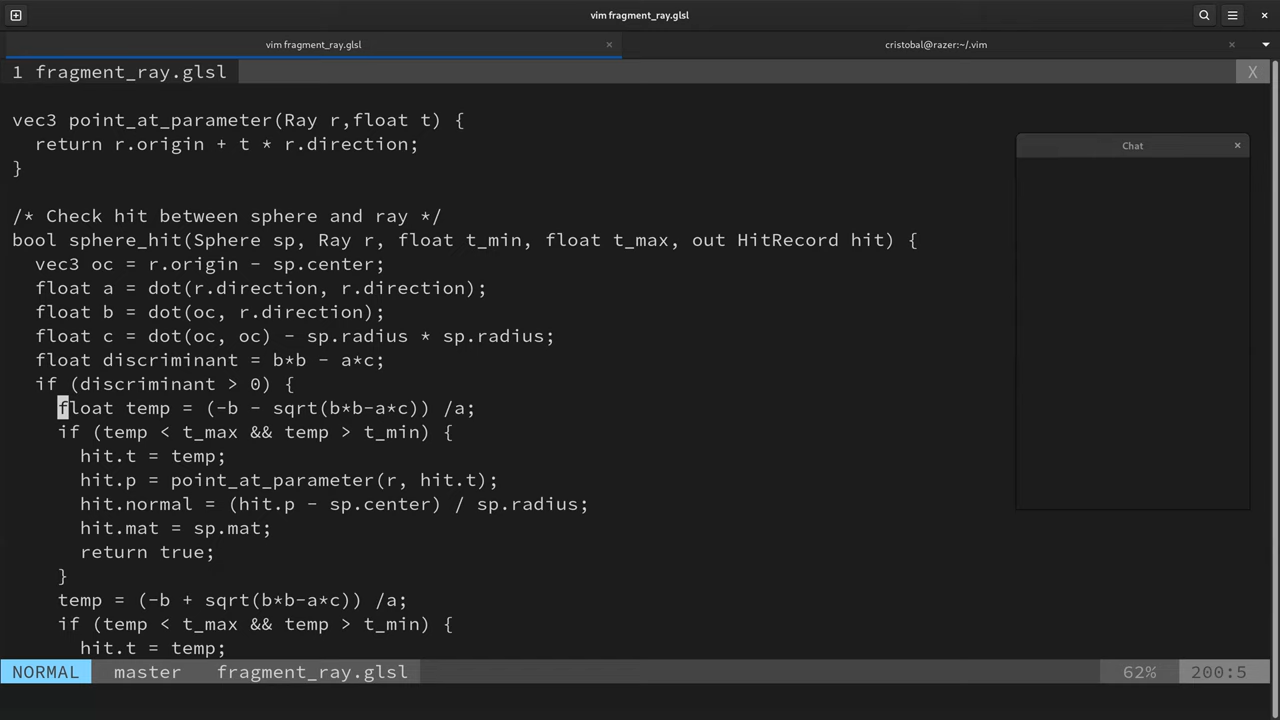 vim fragment_ray.glsl
vim fragment_ray.glsl ×
cristobal@razer:~/.vim ×
1 fragment_ray.glsl X
vec3 point_at_parameter(Ray r,float t) {
  return r.origin + t * r.direction;
}
/* Check hit between sphere and ray */
bool sphere_hit(Sphere sp, Ray r, float t_min, float t_max, out HitRecord hit) {
  vec3 oc = r.origin - sp.center;
  float a = dot(r.direction, r.direction);
  float b = dot(oc, r.direction);
  float c = dot(oc, oc) - sp.radius * sp.radius;
  float discriminant = b*b - a*c;
  if (discriminant > 0) {
    float temp = (-b - sqrt(b*b-a*c)) /a;
    if (temp < t_max && temp > t_min) {
      hit.t = temp;
      hit.p = point_at_parameter(r, hit.t);
      hit.normal = (hit.p - sp.center) / sp.radius;
      hit.mat = sp.mat;
      return true;
    }
    temp = (-b + sqrt(b*b-a*c)) /a;
    if (temp < t_max && temp > t_min) {
      hit.t = temp;
Chat ×
NORMAL master fragment_ray.glsl 62% 200:5